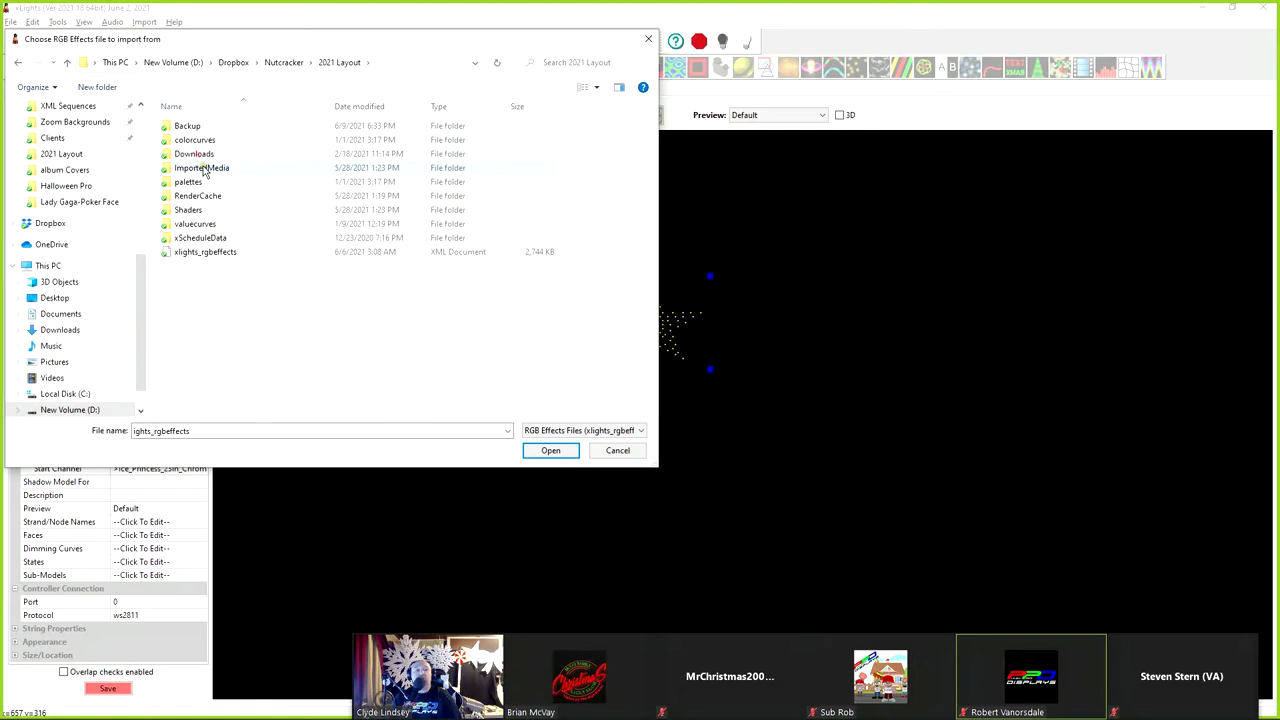 xLights (Ver 2021.18 64bit) June 2, 2021
File Edit Tools View Audio Import Help
Choose RGB Effects file to import from
This PC > New Volume (D:) > Dropbox > Nutcracker > 2021 Layout >
Search 2021 Layout
Organize New folder
Name Date modified Type Size
XML Sequences
Zoom Backgrounds
Clients
2021 Layout
album Covers
Halloween Pro
Lady Gaga-Poker Face
Dropbox
OneDrive
This PC
3D Objects
Desktop
Documents
Downloads
Music
Pictures
Videos
Local Disk (C:)
New Volume (D:)
Backup 6/9/2021 6:33 PM File folder
colorcurves 1/1/2021 3:17 PM File folder
Downloads 2/18/2021 11:14 PM File folder
ImportedMedia 5/28/2021 1:23 PM File folder
palettes 1/1/2021 3:17 PM File folder
RenderCache 5/28/2021 1:19 PM File folder
Shaders 5/28/2021 1:23 PM File folder
valuecurves 1/9/2021 12:19 PM File folder
xScheduleData 12/23/2020 7:16 PM File folder
xlights_rgbeffects 6/6/2021 3:08 AM XML Document 2,744 KB
File name: ights_rgbeffects
RGB Effects Files (xlights_rgbeff
Open Cancel
Preview: Default 3D
TEXT
XMAS
Start Channel >Ice_Princess_25in_Chrom
Shadow Model For
Description
Preview Default
Strand/Node Names --Click To Edit--
Faces --Click To Edit--
Dimming Curves --Click To Edit--
States --Click To Edit--
Sub-Models --Click To Edit--
Controller Connection
Port 0
Protocol ws2811
String Properties
Appearance
Size/Location
Overlap checks enabled
Save
x=657 y=316
Christmas
MrChristmas200...
DISPLAYS
Steven Stern (VA)
Clyde Lindsey
Brian McVay
Sub Rob
Robert Vanorsdale